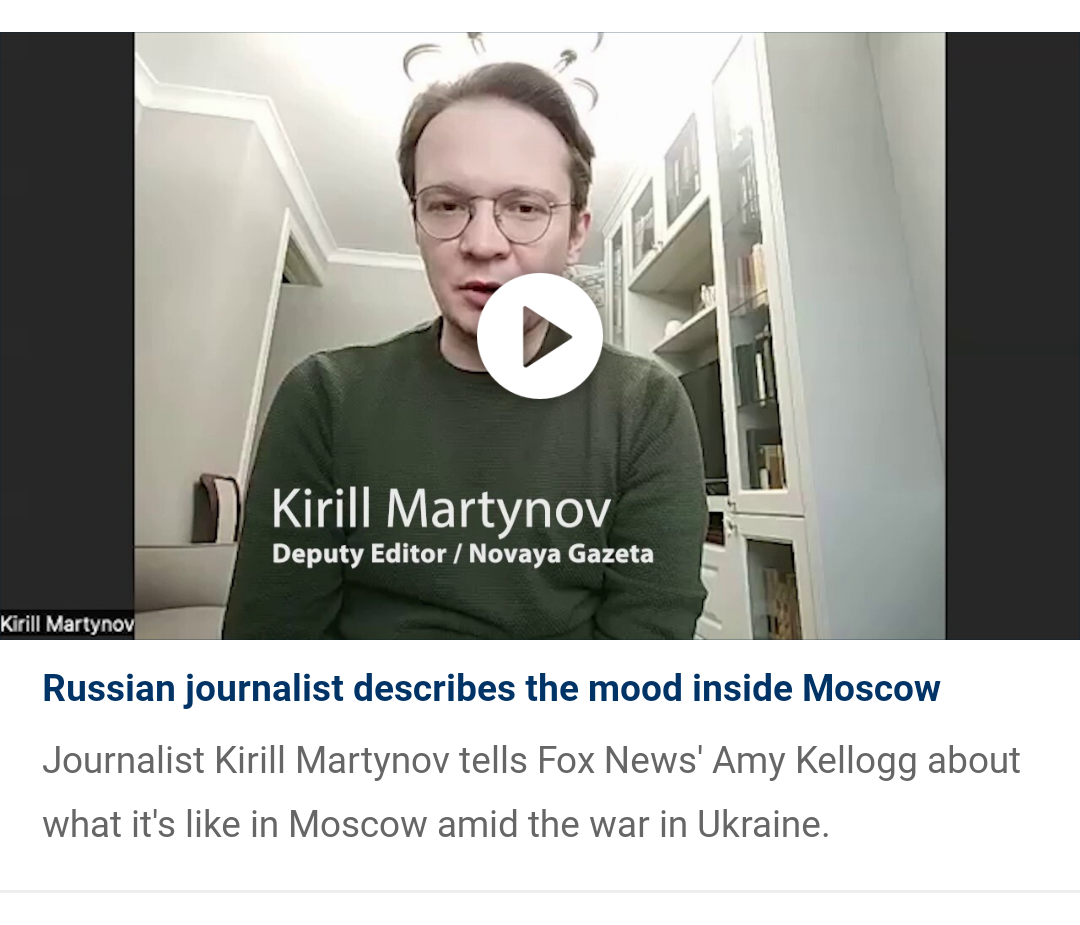 Kirill Martynov
Deputy Editor / Novaya Gazeta
Kirill Martynov
Russian journalist describes the mood inside Moscow
Journalist Kirill Martynov tells Fox News' Amy Kellogg about
what it's like in Moscow amid the war in Ukraine.